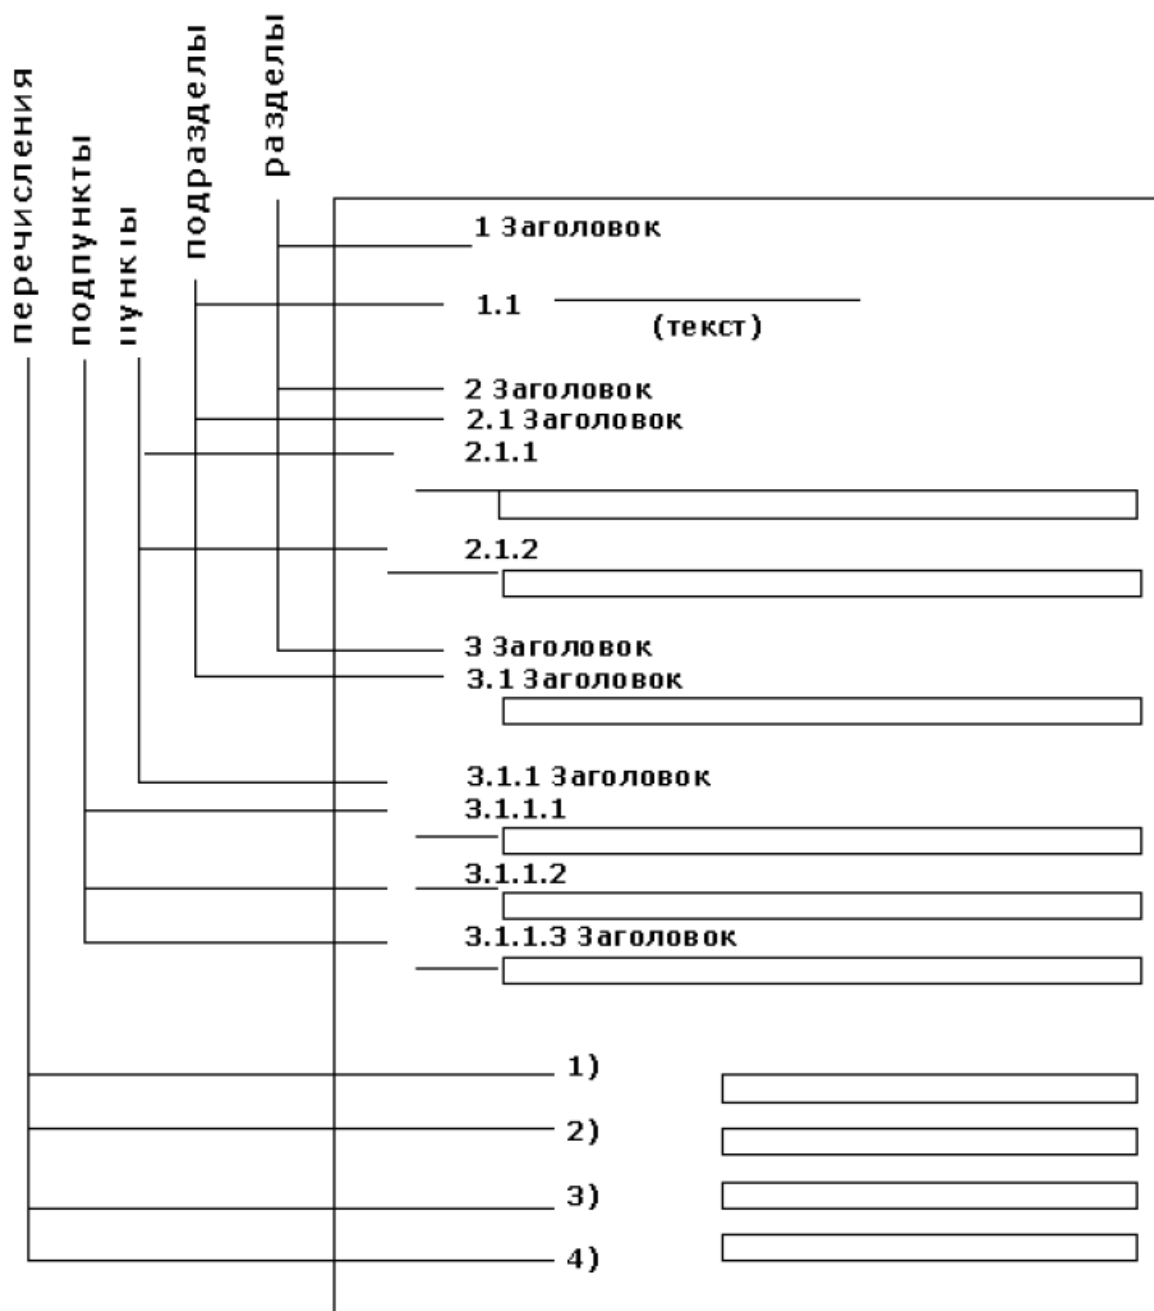 перечисления
подпункты
пункты
подразделы
разделы
1 Заголовок
1.1
(текст)
2 Заголовок
2.1 Заголовок
2.1.1
2.1.2
3 Заголовок
3.1 Заголовок
3.1.1 Заголовок
3.1.1.1
3.1.1.2
3.1.1.3 Заголовок
1)
2)
3)
4)